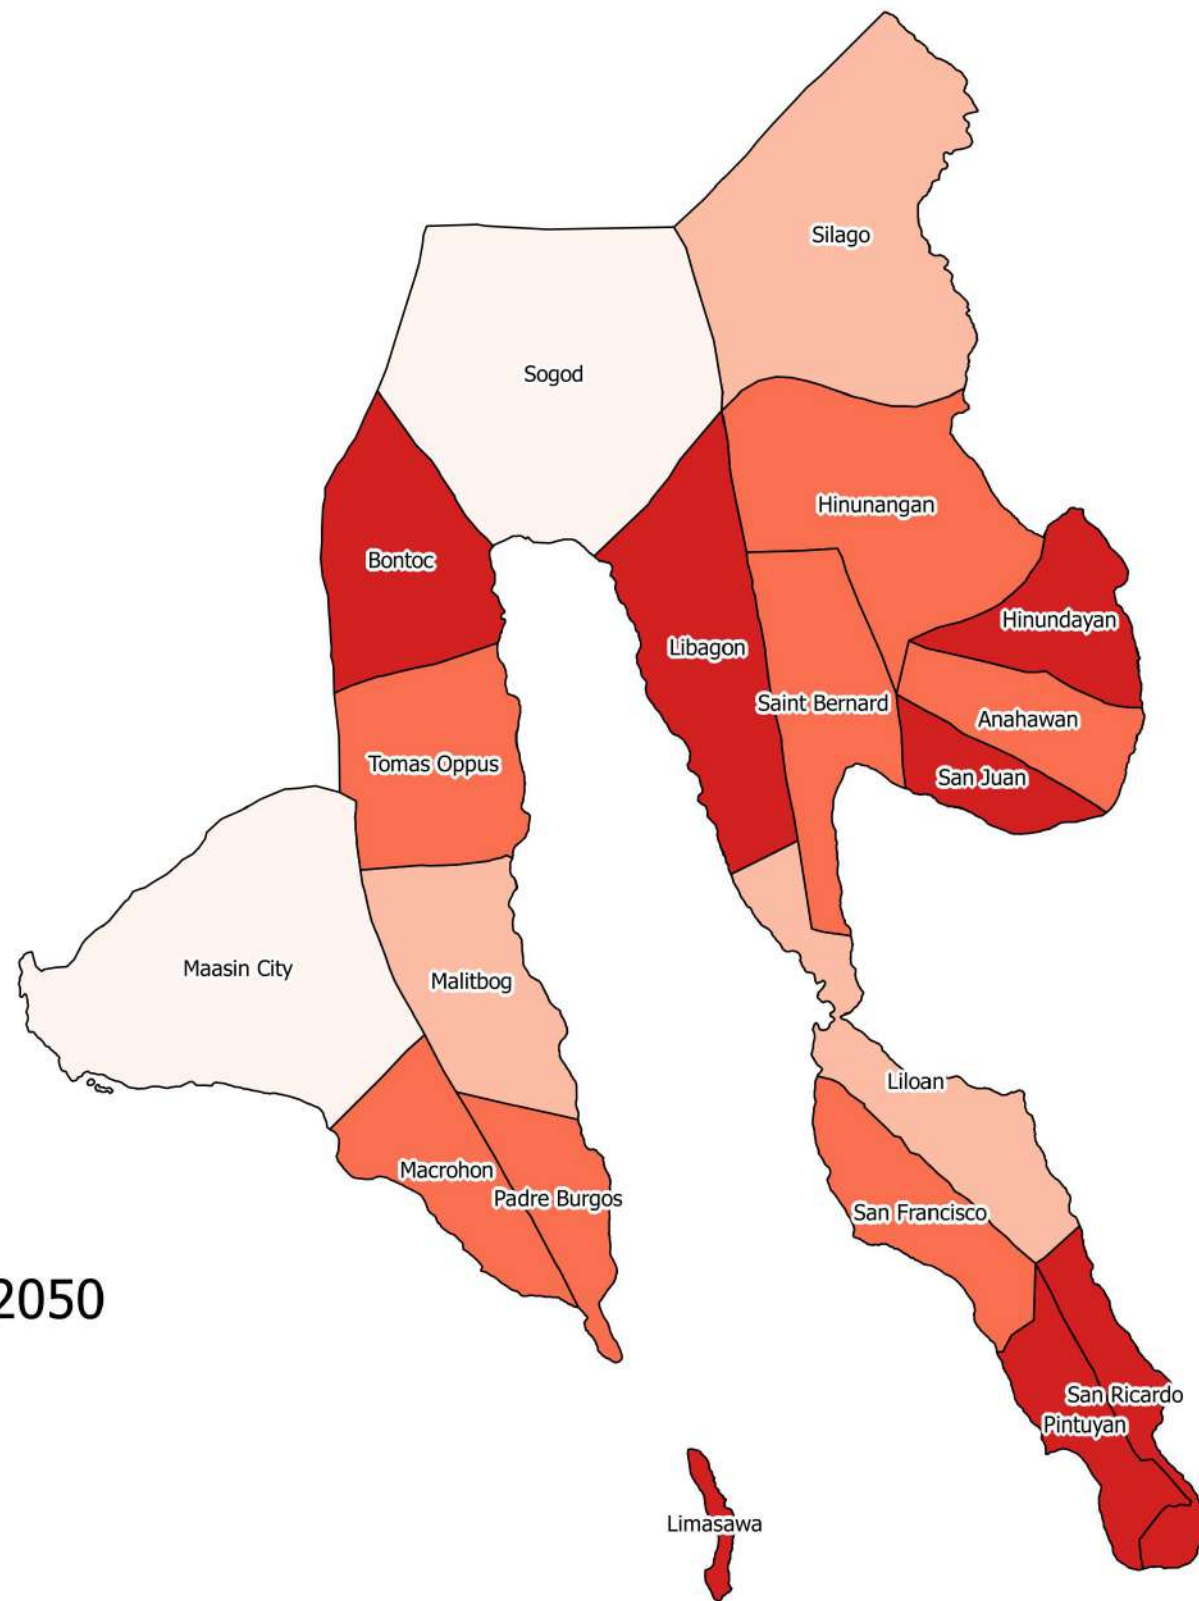 Silago
Sogod
Hinunangan
Bontoc
Hinundayan
Libagon
Saint Bernard
Anahawan
Tomas Oppus
San Juan
Maasin City
Malitbog
Liloan
Macrohon
Padre Burgos
San Francisco
2050
San Ricardo
Pintuyan
Limasawa